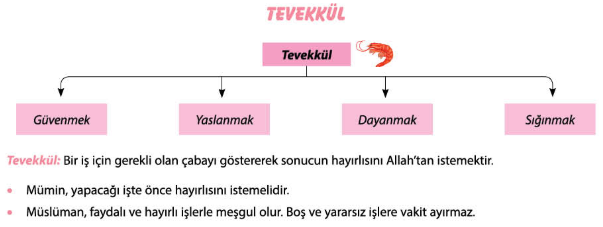 TEVEKKÜL
Tevekkül
Güvenmek
Yaslanmak
Dayanmak
Sığınmak
Tevekkül: Bir iş için gerekli olan çabayı göstererek sonucun hayırlısını Allah'tan istemektir.
• Mümin, yapacağı işte önce hayırlısını istemelidir.
• Müslüman, faydalı ve hayırlı işlerle meşgul olur. Boş ve yararsız işlere vakit ayırmaz.